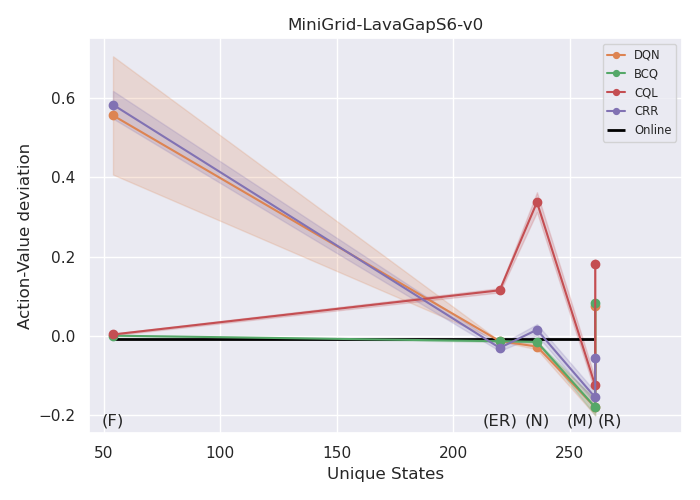 MiniGrid-LavaGapS6-v0
DQN
BCQ
CQL
CRR
Online
Action-Value deviation
0.6
0.4
0.2
0.0
−0.2
(F) (ER) (N) (M) (R)
50 100 150 200 250
Unique States